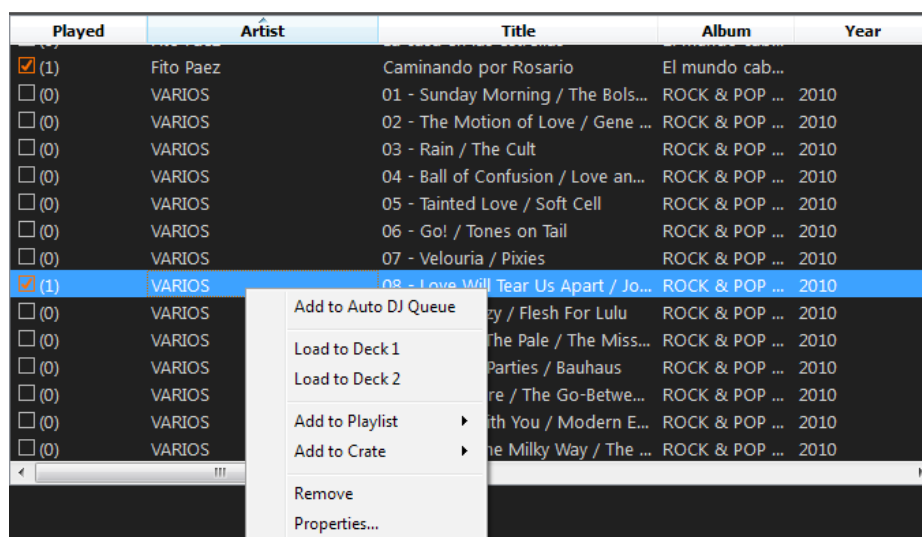 Played Artist Title Album Year
(1) Fito Paez Caminando por Rosario El mundo cab...
(0) VARIOS 01 - Sunday Morning / The Bols... ROCK & POP ... 2010
(0) VARIOS 02 - The Motion of Love / Gene ... ROCK & POP ... 2010
(0) VARIOS 03 - Rain / The Cult ROCK & POP ... 2010
(0) VARIOS 04 - Ball of Confusion / Love an... ROCK & POP ... 2010
(0) VARIOS 05 - Tainted Love / Soft Cell ROCK & POP ... 2010
(0) VARIOS 06 - Go! / Tones on Tail ROCK & POP ... 2010
(0) VARIOS 07 - Velouria / Pixies ROCK & POP ... 2010
(1) VARIOS 08 - Love Will Tear Us Apart / Jo... ROCK & POP ... 2010
(0) VARIOS zy / Flesh For Lulu ROCK & POP ... 2010
(0) VARIOS The Pale / The Miss... ROCK & POP ... 2010
(0) VARIOS Parties / Bauhaus ROCK & POP ... 2010
(0) VARIOS re / The Go-Betwe... ROCK & POP ... 2010
(0) VARIOS ith You / Modern E... ROCK & POP ... 2010
(0) VARIOS he Milky Way / The ... ROCK & POP ... 2010
Add to Auto DJ Queue
Load to Deck 1
Load to Deck 2
Add to Playlist
Add to Crate
Remove
Properties...